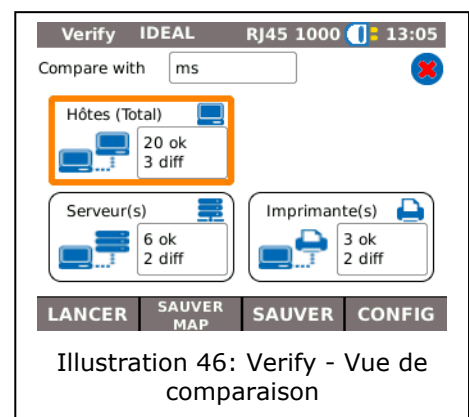 Verify IDEAL RJ45 1000 13:05
Compare with ms
Hôtes (Total)
20 ok
3 diff
Serveur(s)
6 ok
2 diff
Imprimante(s)
3 ok
2 diff
LANCER SAUVER MAP SAUVER CONFIG
Illustration 46: Verify - Vue de
comparaison